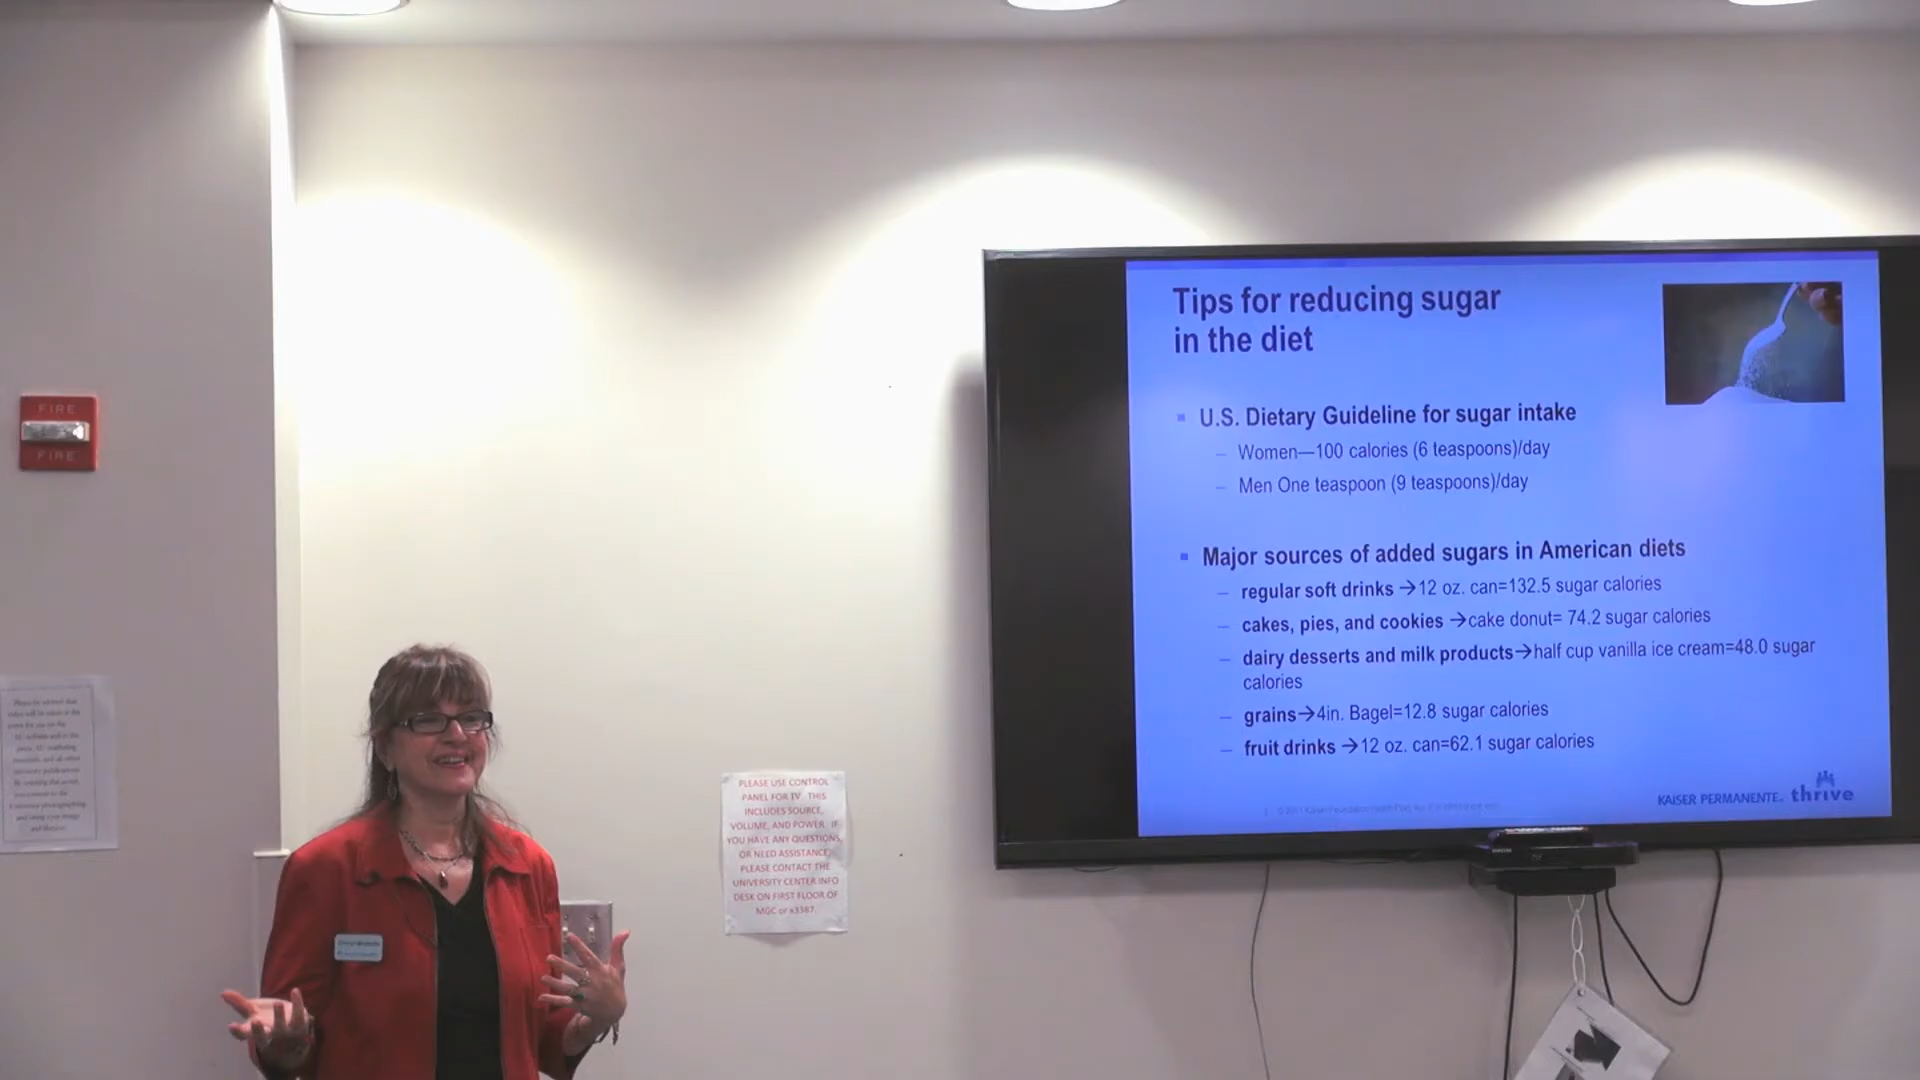 FIRE
FIRE
PLEASE USE CONTROL
PANEL FOR TV. THIS
INCLUDES SOURCE,
VOLUME, AND POWER. IF
YOU HAVE ANY QUESTIONS,
OR NEED ASSISTANCE,
PLEASE CONTACT THE
UNIVERSITY CENTER INFO
DESK ON FIRST FLOOR OF
MGC or x3387.
Tips for reducing sugar
in the diet
U.S. Dietary Guideline for sugar intake
– Women—100 calories (6 teaspoons)/day
– Men One teaspoon (9 teaspoons)/day
Major sources of added sugars in American diets
– regular soft drinks →12 oz. can=132.5 sugar calories
– cakes, pies, and cookies →cake donut= 74.2 sugar calories
– dairy desserts and milk products→half cup vanilla ice cream=48.0 sugar
calories
– grains→4in. Bagel=12.8 sugar calories
– fruit drinks →12 oz. can=62.1 sugar calories
KAISER PERMANENTE. thrive